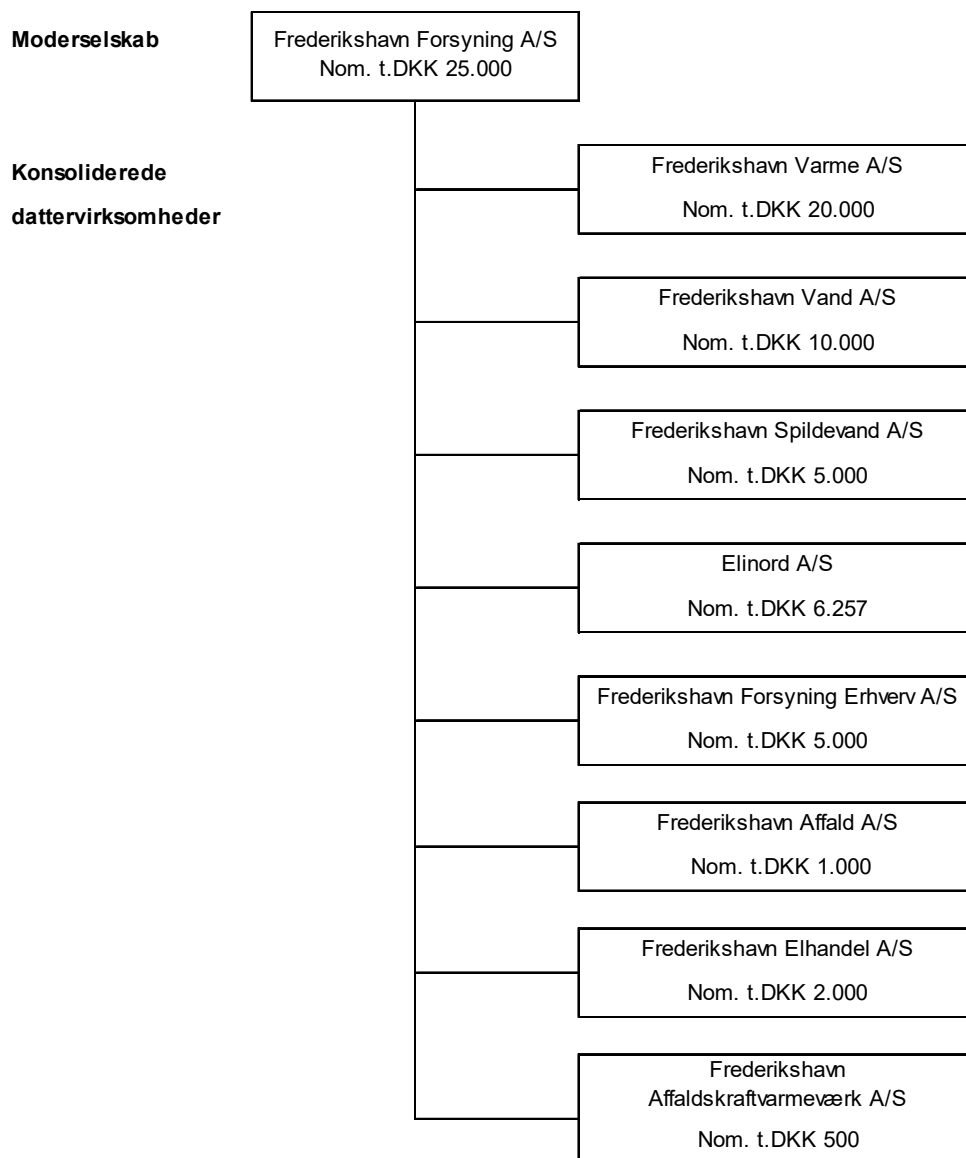 Moderselskab
Frederikshavn Forsyning A/S
Nom. t.DKK 25.000
Konsoliderede
dattervirksomheder
Frederikshavn Varme A/S
Nom. t.DKK 20.000
Frederikshavn Vand A/S
Nom. t.DKK 10.000
Frederikshavn Spildevand A/S
Nom. t.DKK 5.000
Elinord A/S
Nom. t.DKK 6.257
Frederikshavn Forsyning Erhverv A/S
Nom. t.DKK 5.000
Frederikshavn Affald A/S
Nom. t.DKK 1.000
Frederikshavn Elhandel A/S
Nom. t.DKK 2.000
Frederikshavn
Affaldskraftvarmeværk A/S
Nom. t.DKK 500